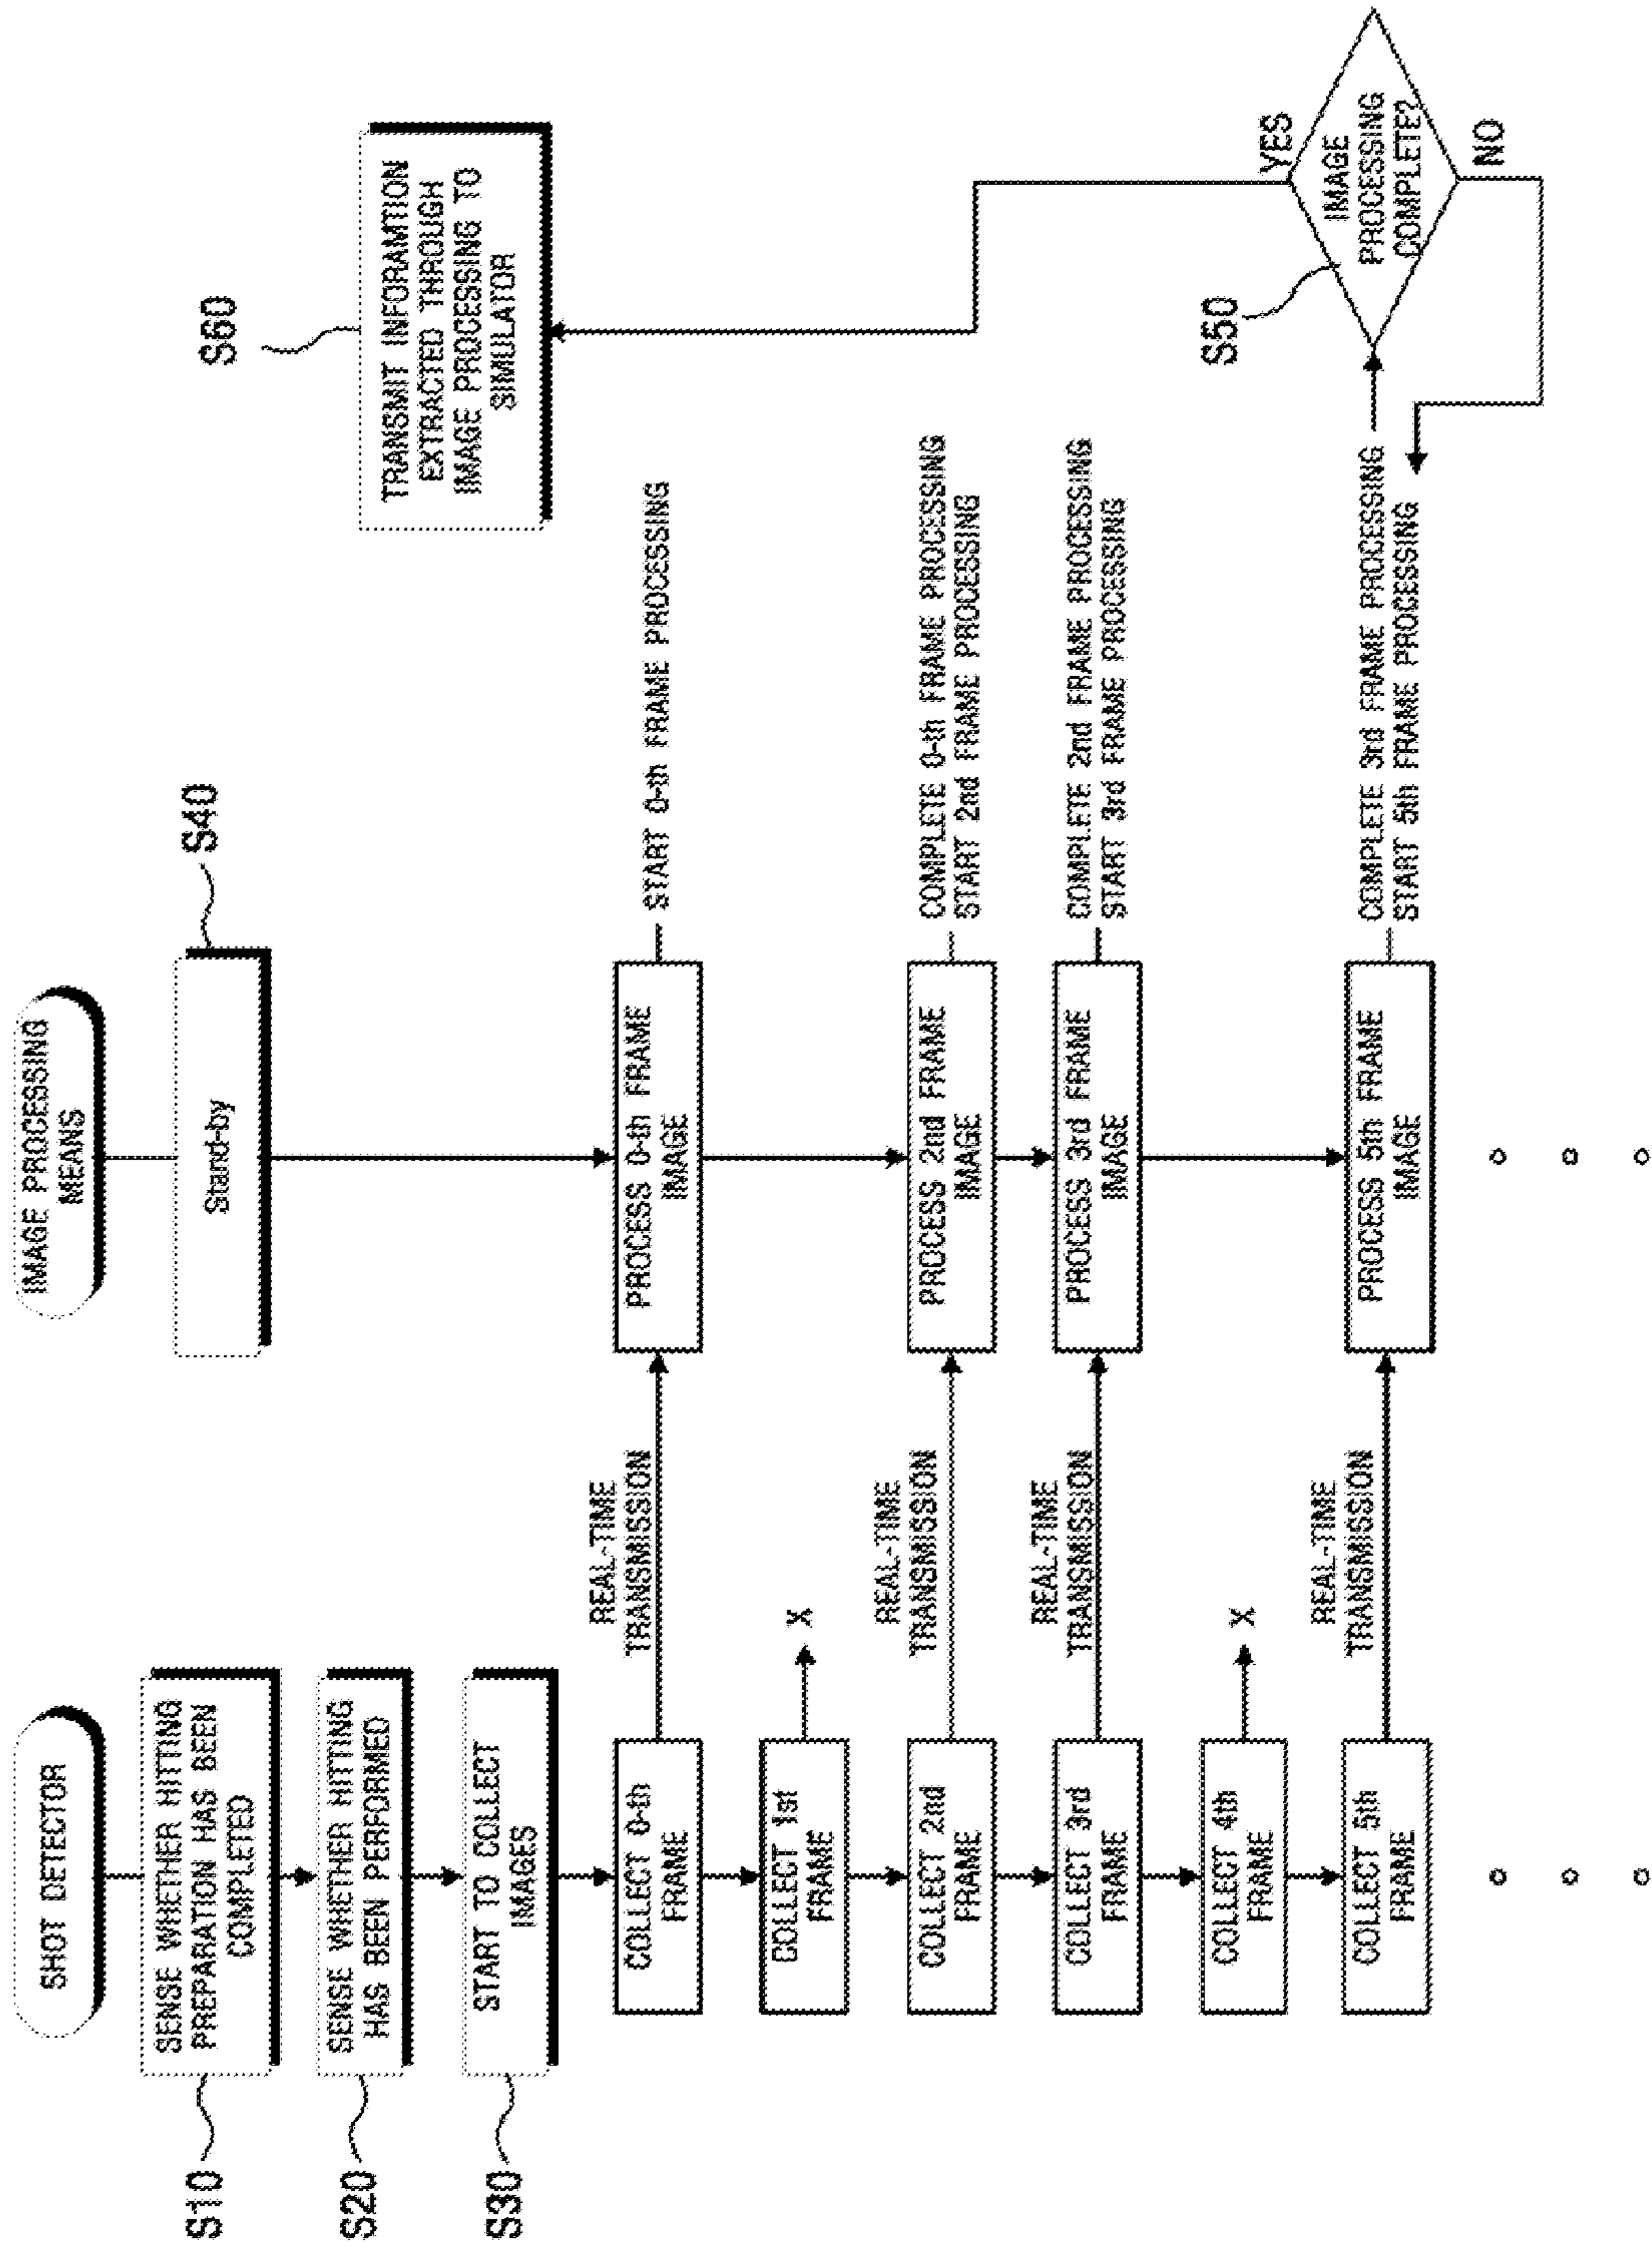 SHOT DETECTOR
S10
SENSE WHETHER HITTING
PREPARATION HAS BEEN
COMPLETED
S20
SENSE WHETHER HITTING
HAS BEEN PERFORMED
S30
START TO COLLECT
IMAGES
COLLECT 0-th
FRAME
COLLECT 1st
FRAME
COLLECT 2nd
FRAME
COLLECT 3rd
FRAME
COLLECT 4th
FRAME
COLLECT 5th
FRAME
REAL-TIME
TRANSMISSION
X
REAL-TIME
TRANSMISSION
REAL-TIME
TRANSMISSION
X
REAL-TIME
TRANSMISSION
IMAGE PROCESSING
MEANS
Stand-by
S40
PROCESS 0-th FRAME
IMAGE
PROCESS 2nd FRAME
IMAGE
PROCESS 3rd FRAME
IMAGE
PROCESS 5th FRAME
IMAGE
START 0-th FRAME PROCESSING
COMPLETE 0-th FRAME PROCESSING
START 2nd FRAME PROCESSING
COMPLETE 2nd FRAME PROCESSING
START 3rd FRAME PROCESSING
COMPLETE 3rd FRAME PROCESSING
START 5th FRAME PROCESSING
S60
TRANSMIT INFORAMTION
EXTRACTED THROUGH
IMAGE PROCESSING TO
SIMULATOR
S50
IMAGE
PROCESSING
COMPLETE?
YES
NO